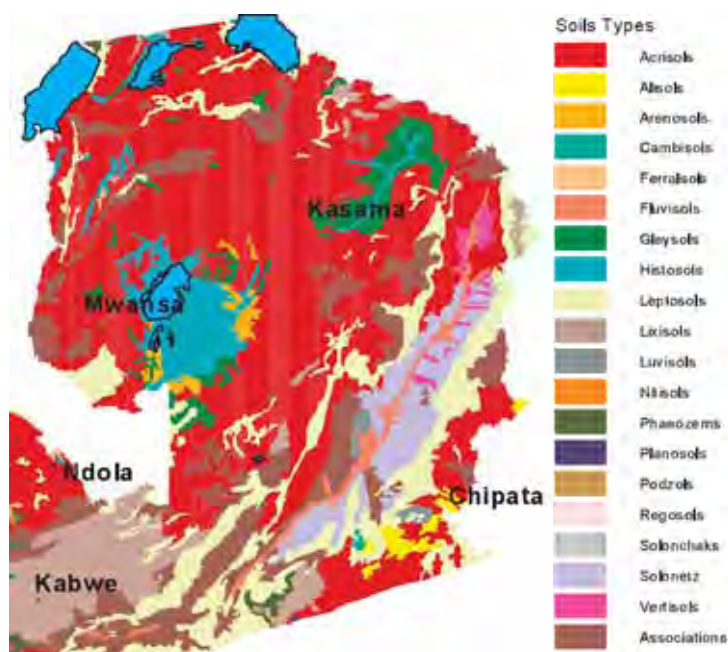 Soils Types
Acrisols
Alisols
Arenosols
Cambisols
Ferralsols
Fluvisols
Gleysols
Histosols
Leptosols
Lixisols
Luvisols
Nitisols
Phaeozems
Planosols
Podzols
Regosols
Solonchaks
Solonetz
Vertisols
Associations
Kasama
Mwansa
Ndola
Chipata
Kabwe